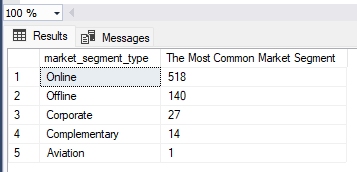 100 %
Results Messages
market_segment_type The Most Common Market Segment
1 Online 518
2 Offline 140
3 Corporate 27
4 Complementary 14
5 Aviation 1